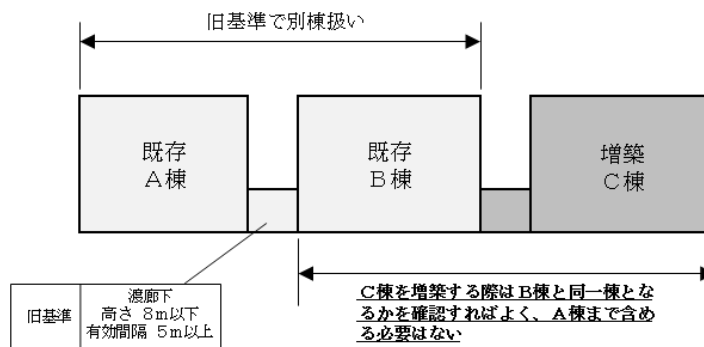 旧基準で別棟扱い
既存
A棟
既存
B棟
増築
C棟
旧基準
渡廊下
高さ 8m以下
有効間隔 5m以上
C棟を増築する際はB棟と同一棟とな
るかを確認すればよく、A棟まで含め
る必要はない